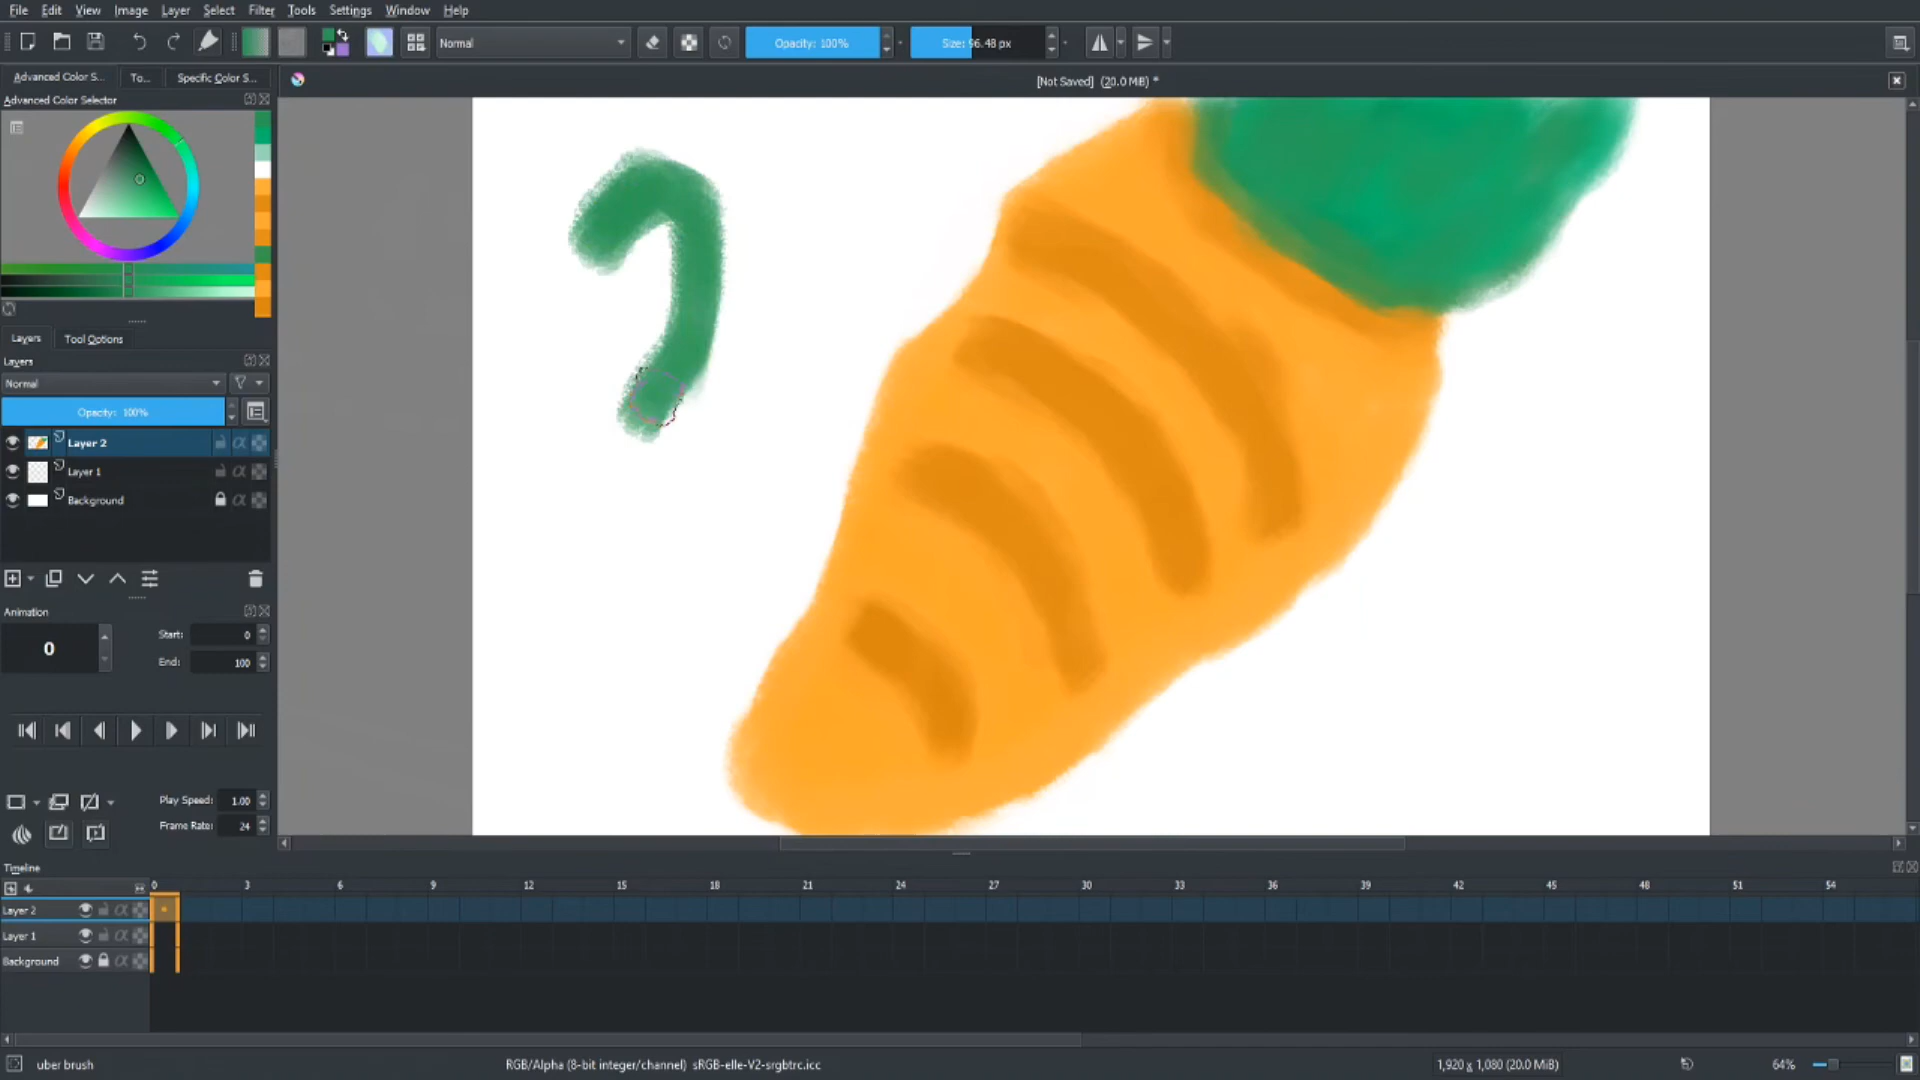 File Edit View Image Layer Select Filter Tools Settings Window Help
Normal Opacity: 100% Size: 96.48 px
Advanced Color S... To... Specific Color S...
[Not Saved] (20.0 MiB) *
Advanced Color Selector
Layers Tool Options
Layers
Normal
Opacity: 100%
Layer 2
Layer 1
Background
Animation
0
Start: 0
End: 100
Play Speed: 1.00
Frame Rate: 24
Timeline
0 3 6 9 12 15 18 21 24 27 30 33 36 39 42 45 48 51 54
Layer 2
Layer 1
Background
uber brush
RGB/Alpha (8-bit integer/channel) sRGB-elle-V2-srgbtrc.icc
1,920 x 1,080 (20.0 MiB)
64%